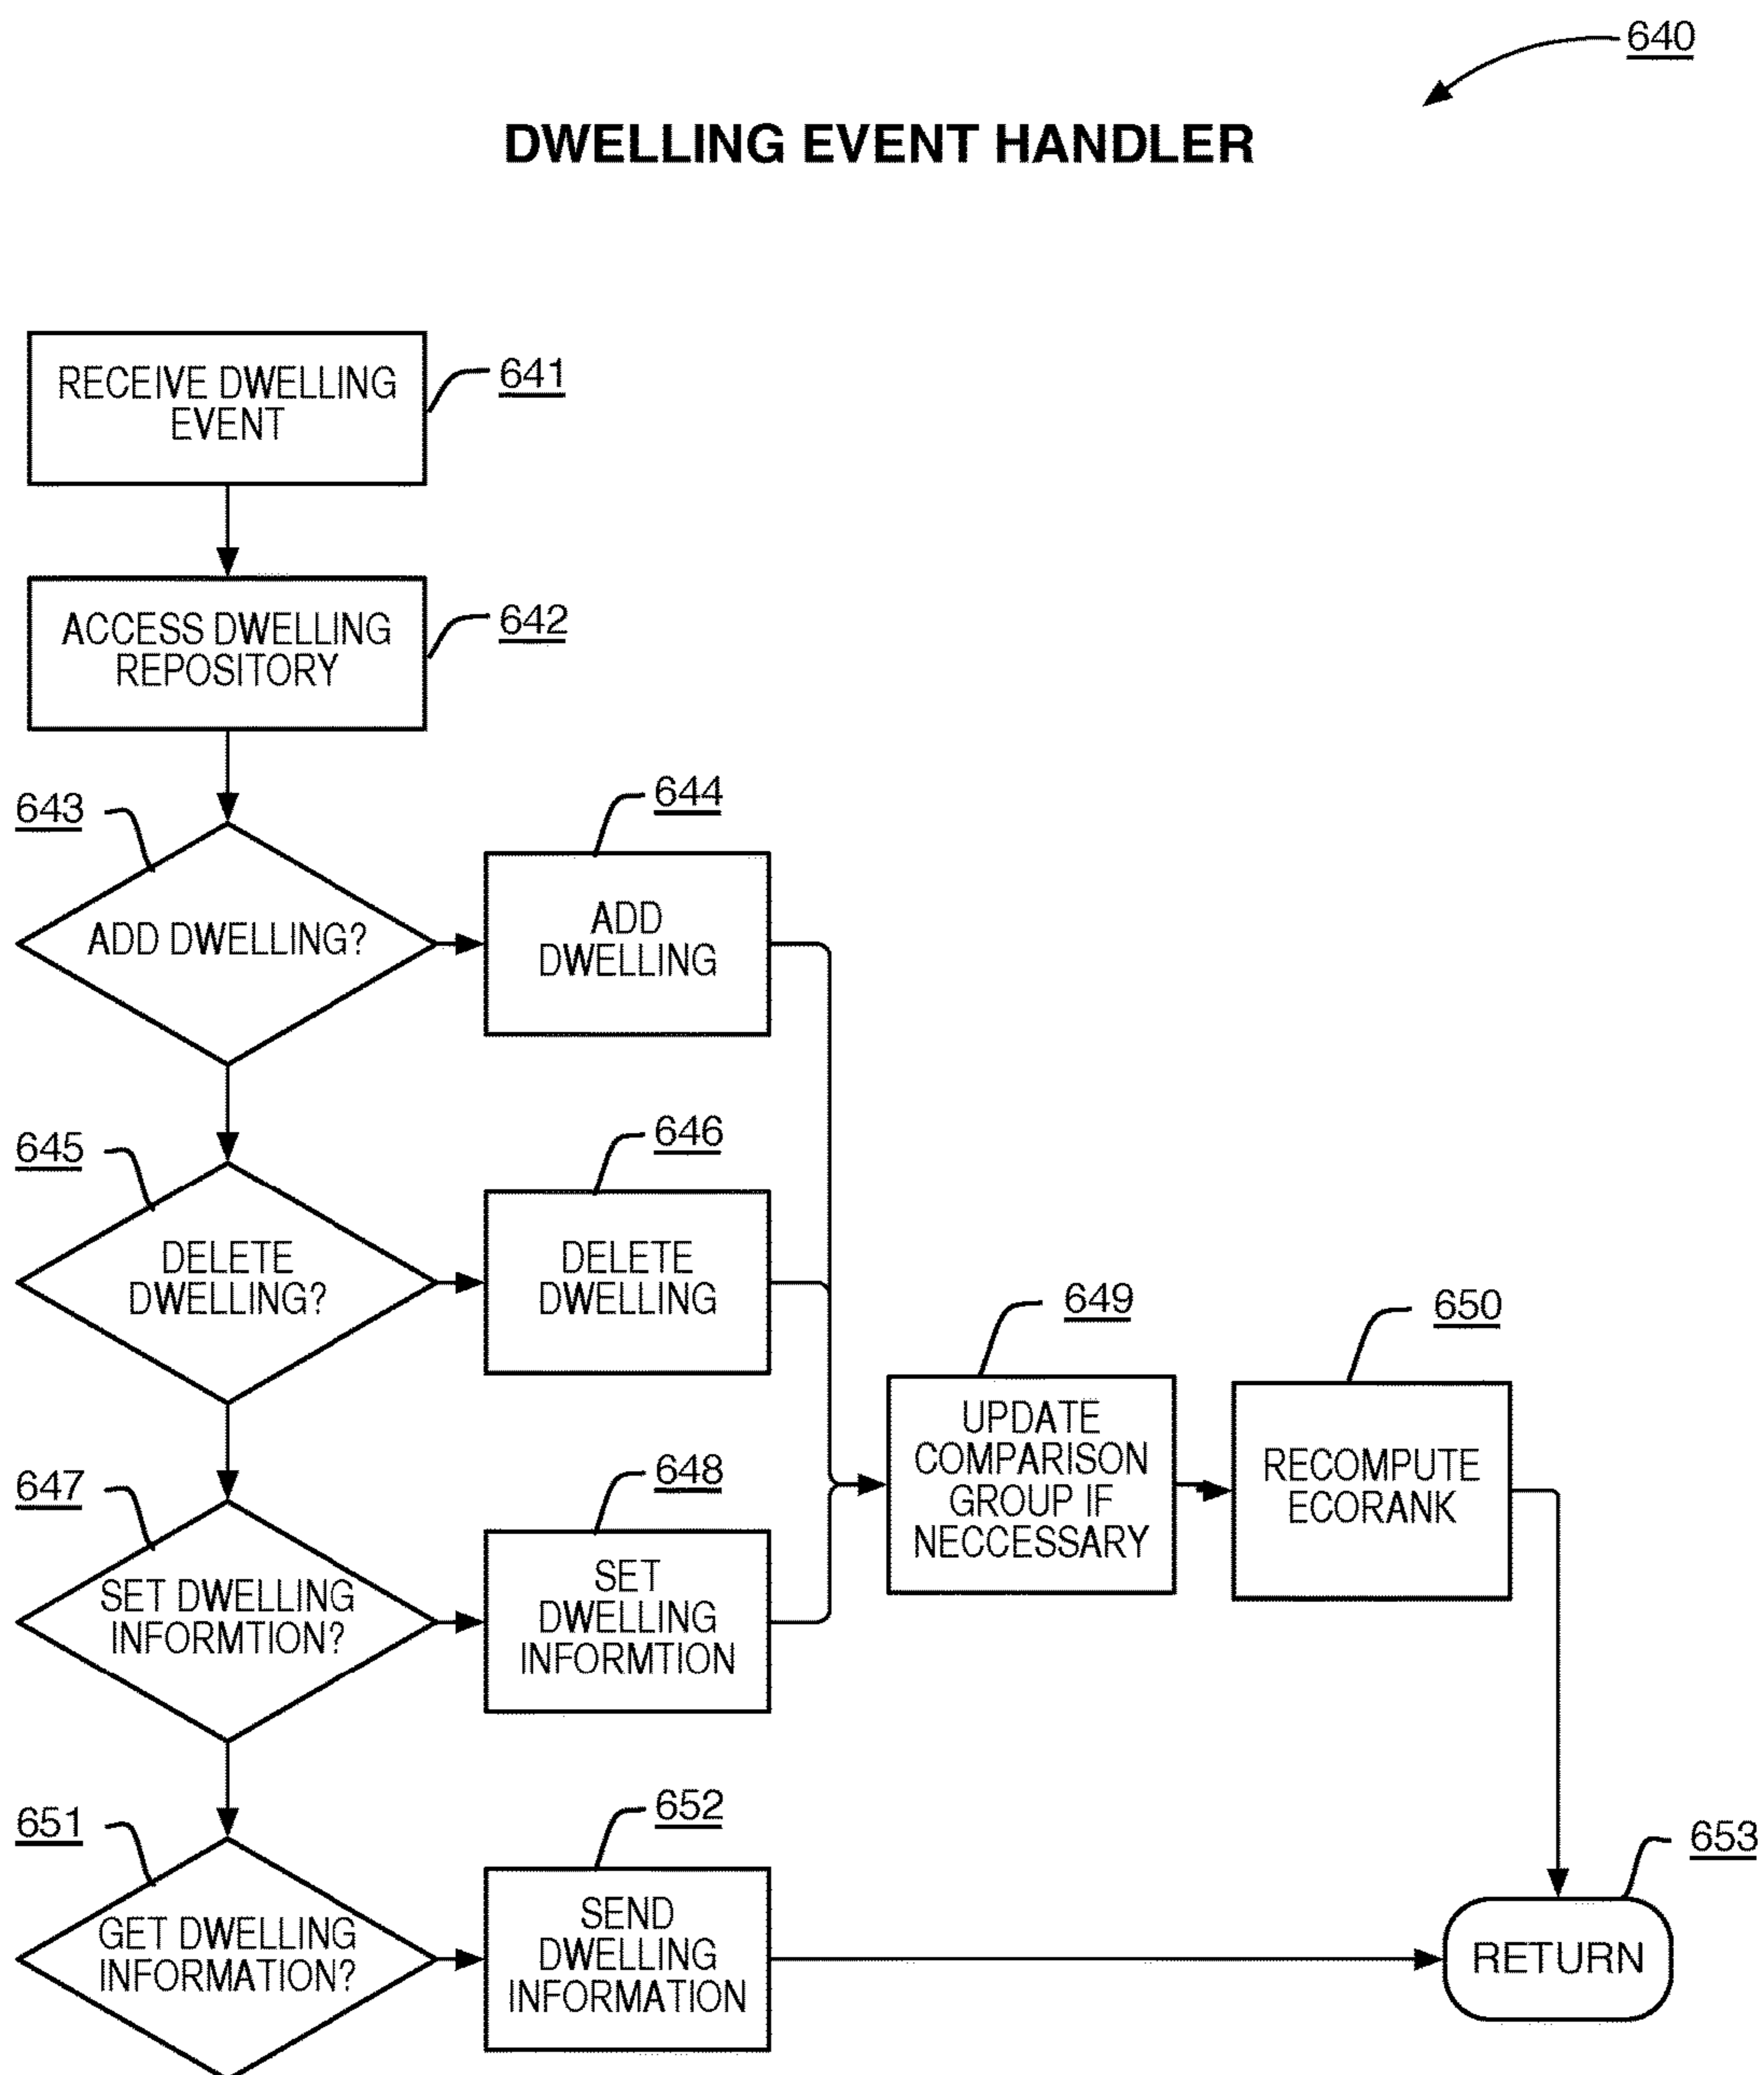 640
DWELLING EVENT HANDLER
RECEIVE DWELLING
EVENT
641
ACCESS DWELLING
REPOSITORY
642
643
ADD DWELLING?
644
ADD
DWELLING
645
DELETE
DWELLING?
646
DELETE
DWELLING
647
SET DWELLING
INFORMTION?
648
SET
DWELLING
INFORMTION
649
UPDATE
COMPARISON
GROUP IF
NECCESSARY
650
RECOMPUTE
ECORANK
651
GET DWELLING
INFORMATION?
652
SEND
DWELLING
INFORMATION
653
RETURN